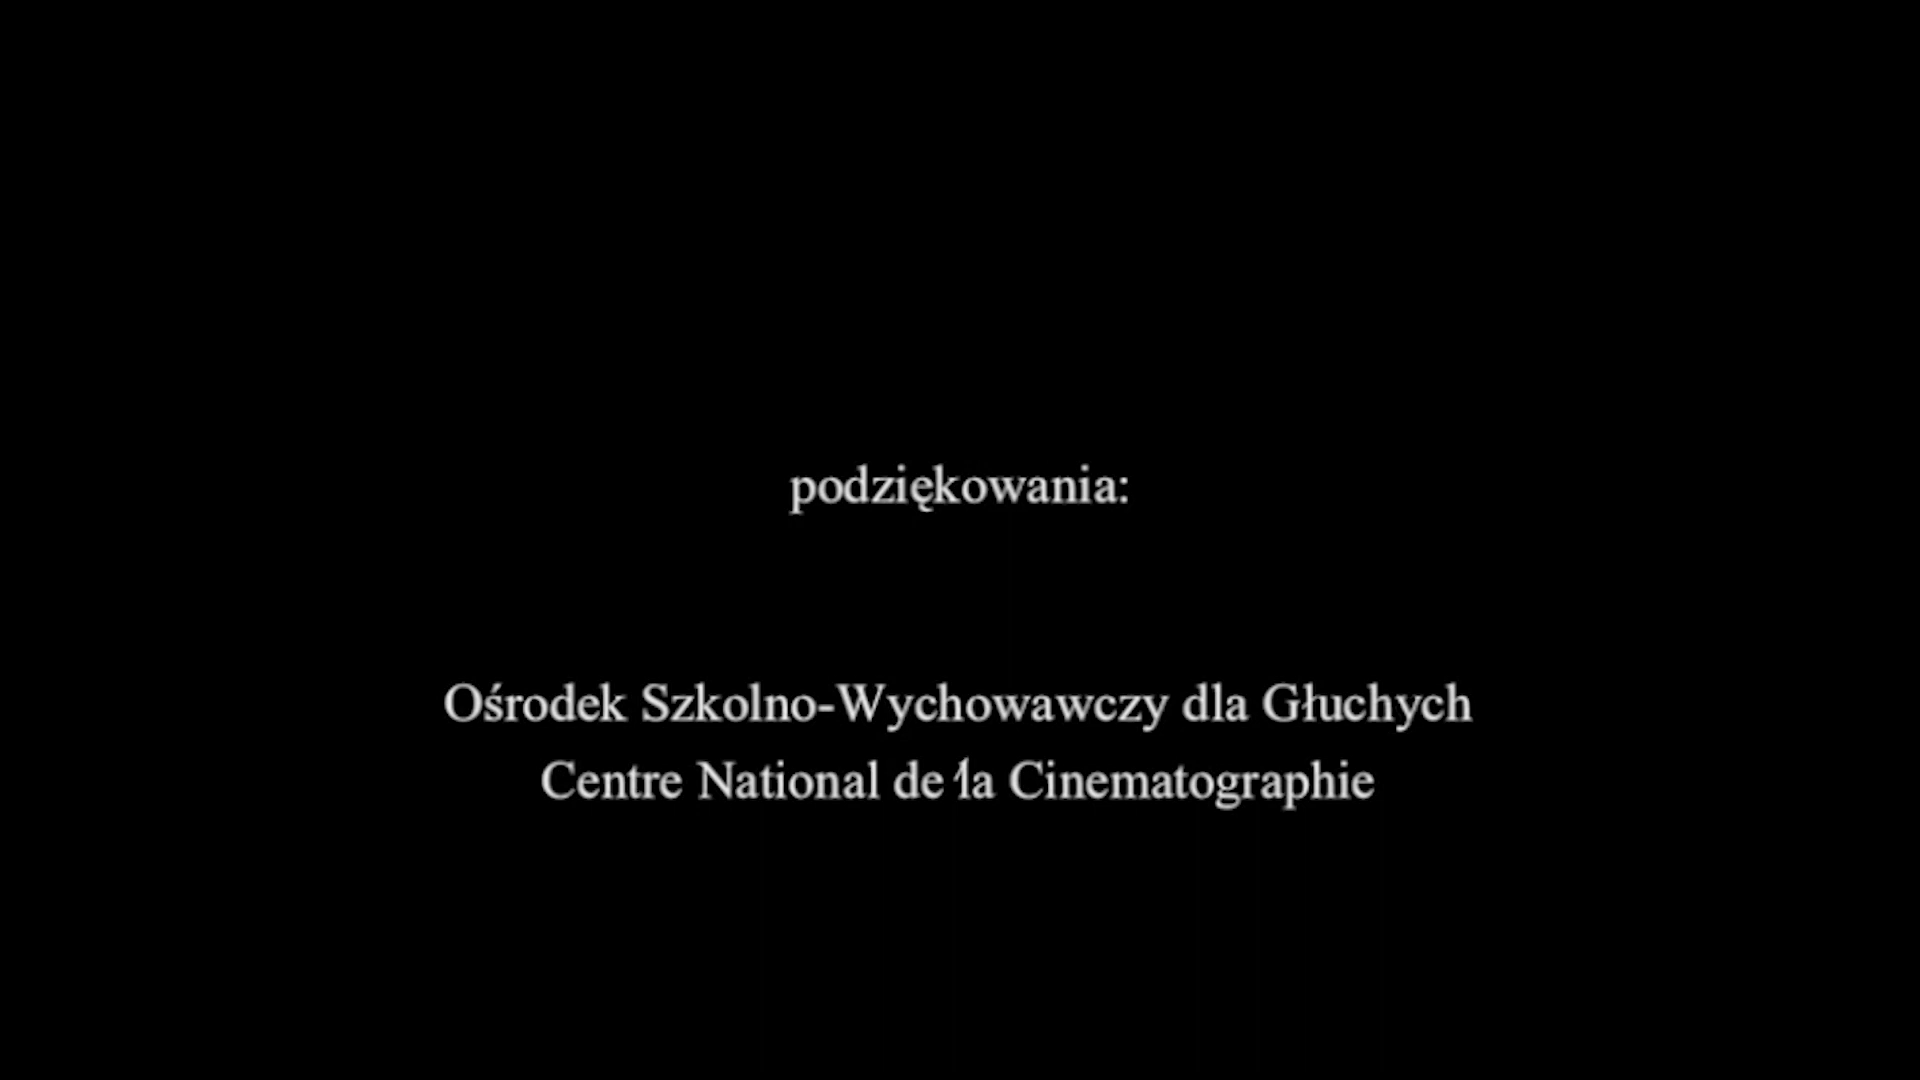 podziękowania:
Ośrodek Szkolno-Wychowawczy dla Głuchych
Centre National de la Cinematographie